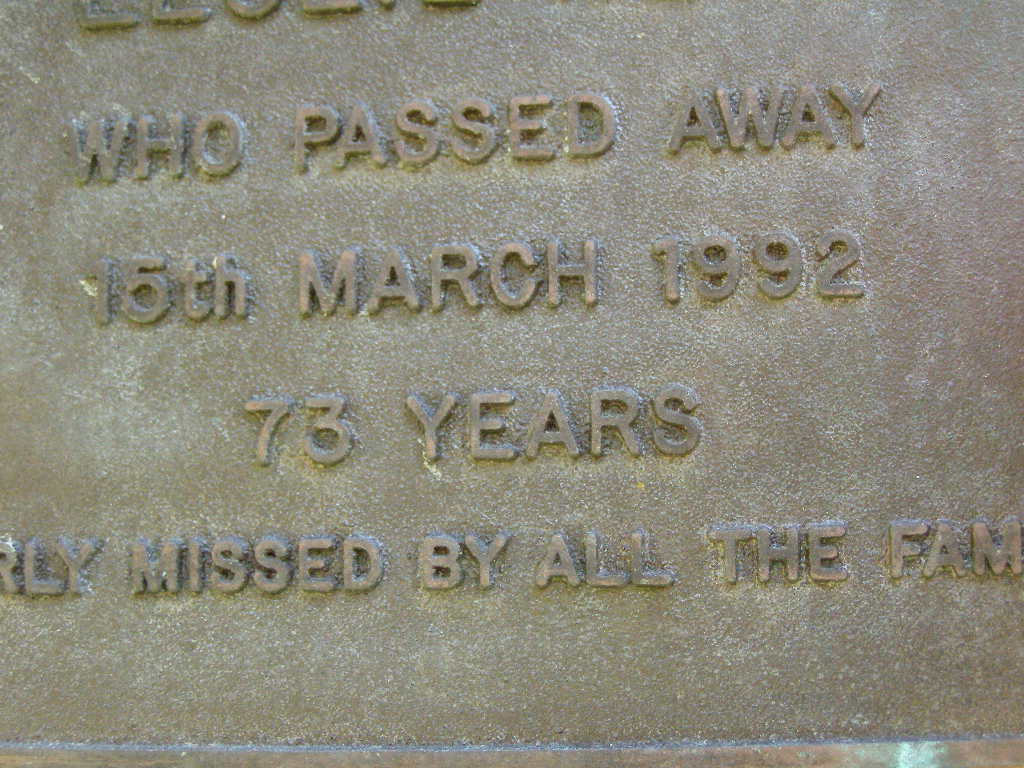 WHO PASSED AWAY
15th MARCH 1992
73 YEARS
RLY MISSED BY ALL THE FAM